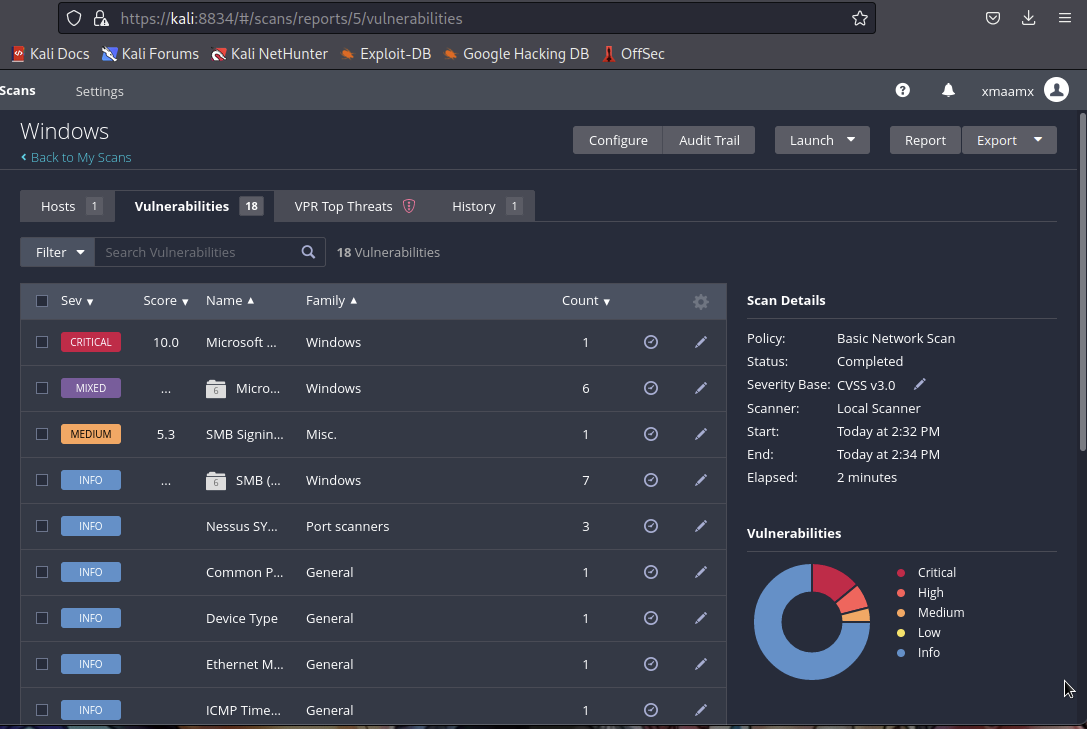 https://kali:8834/#/scans/reports/5/vulnerabilities
Kali Docs Kali Forums Kali NetHunter Exploit-DB Google Hacking DB OffSec
Scans Settings xmaamx
Windows
Configure Audit Trail Launch Report Export
Back to My Scans
Hosts 1 Vulnerabilities 18 VPR Top Threats History 1
Filter Search Vulnerabilities 18 Vulnerabilities
Sev Score Name Family Count
CRITICAL 10.0 Microsoft ... Windows 1
MIXED ... 6 Micro... Windows 6
MEDIUM 5.3 SMB Signin... Misc. 1
INFO ... 6 SMB (... Windows 7
INFO Nessus SY... Port scanners 3
INFO Common P... General 1
INFO Device Type General 1
INFO Ethernet M... General 1
INFO ICMP Time... General 1
Scan Details
Policy: Basic Network Scan
Status: Completed
Severity Base: CVSS v3.0
Scanner: Local Scanner
Start: Today at 2:32 PM
End: Today at 2:34 PM
Elapsed: 2 minutes
Vulnerabilities
Critical
High
Medium
Low
Info